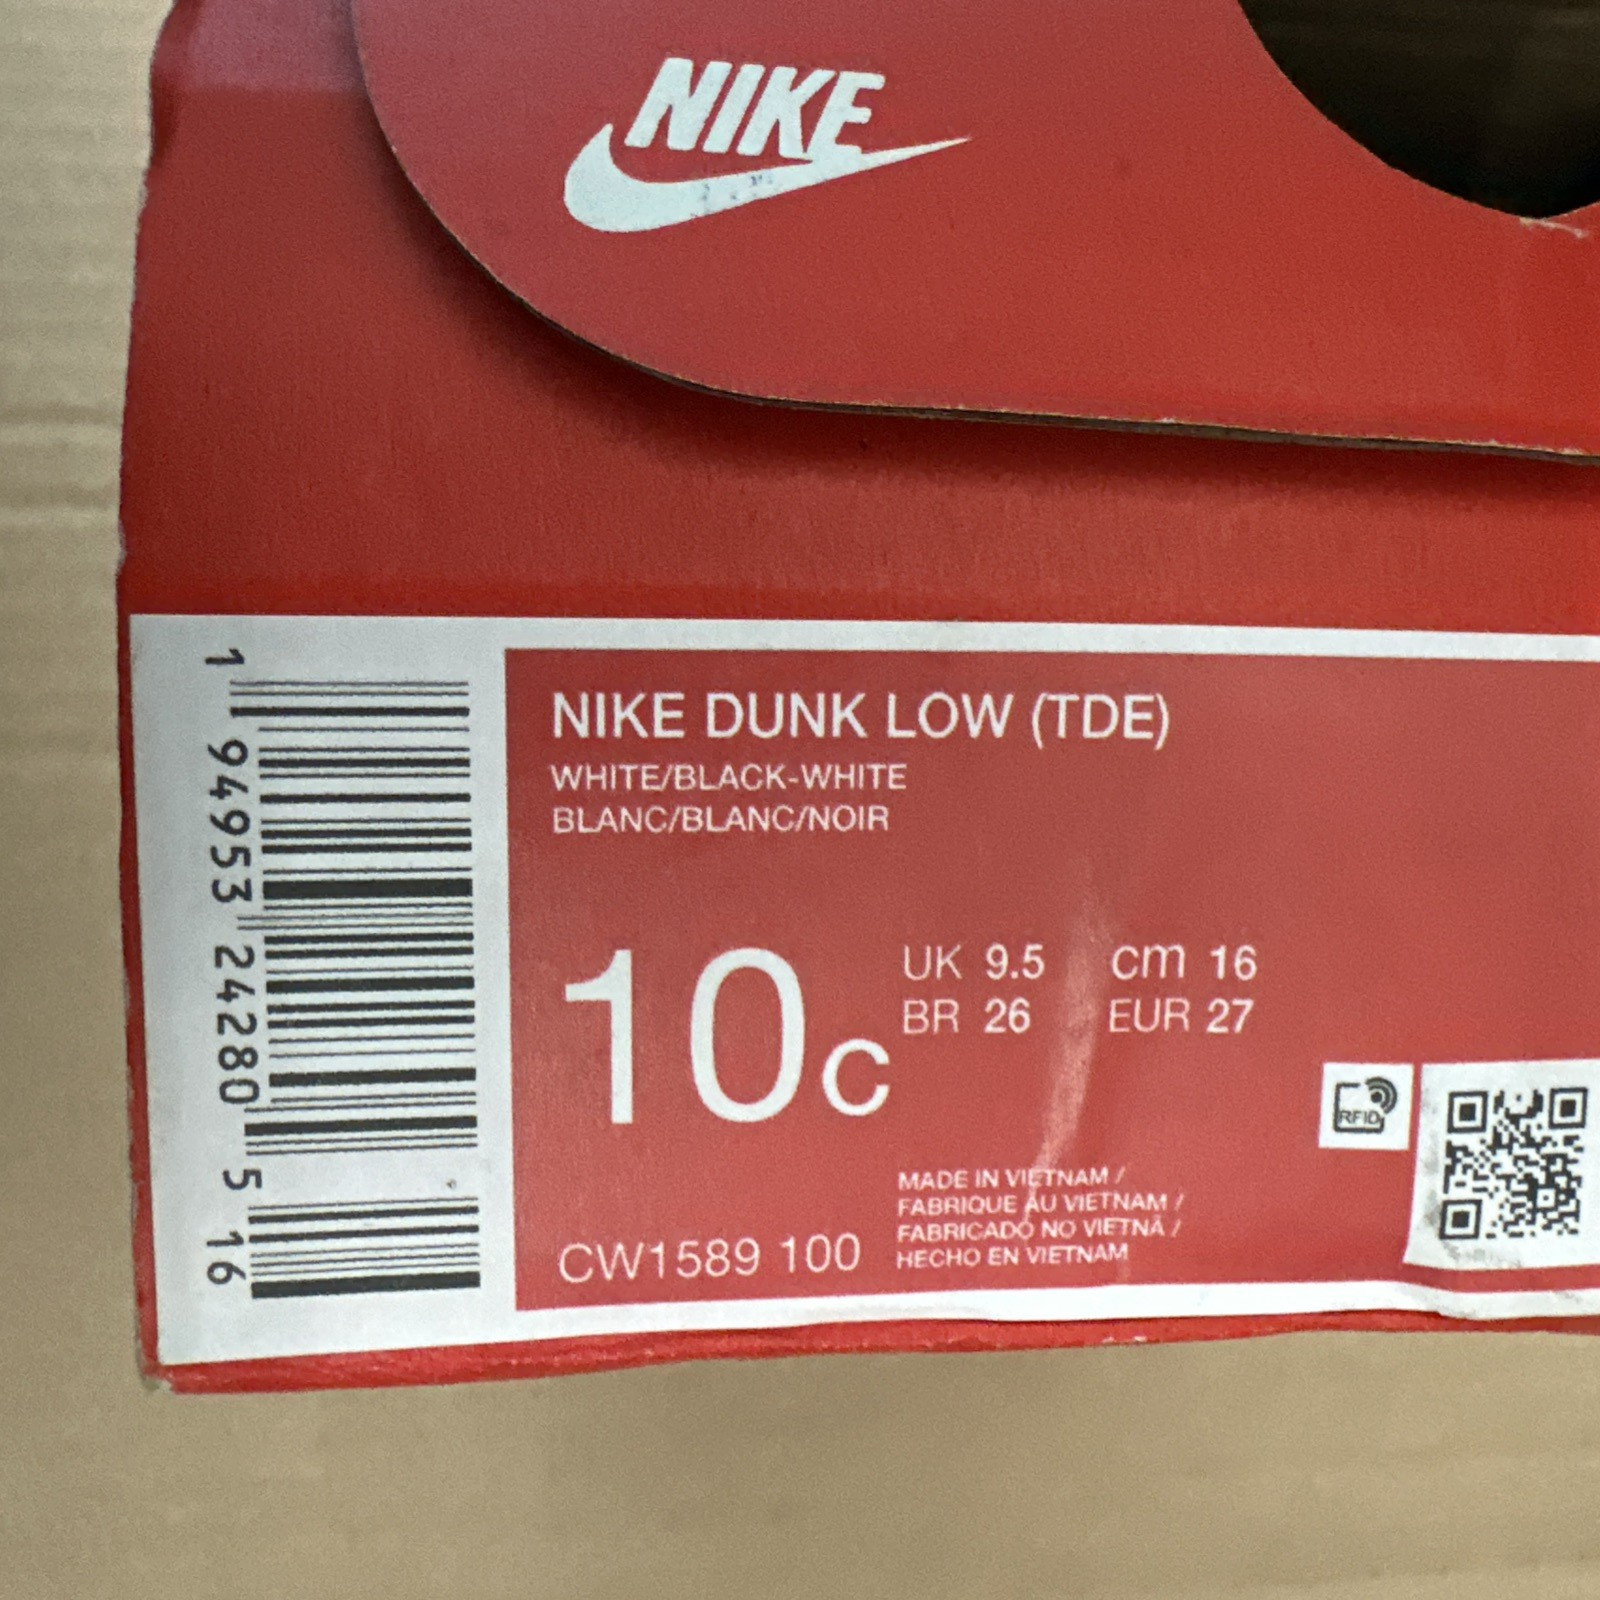 NIKE
NIKE DUNK LOW (TDE)
WHITE/BLACK-WHITE
BLANC/BLANC/NOIR
10c
UK 9.5 cm 16
BR 26 EUR 27
RFID
MADE IN VIETNAM /
FABRIQUE AU VIETNAM /
FABRICADO NO VIETNÃ /
HECHO EN VIETNAM
CW1589 100
1 94953 24280 5 16